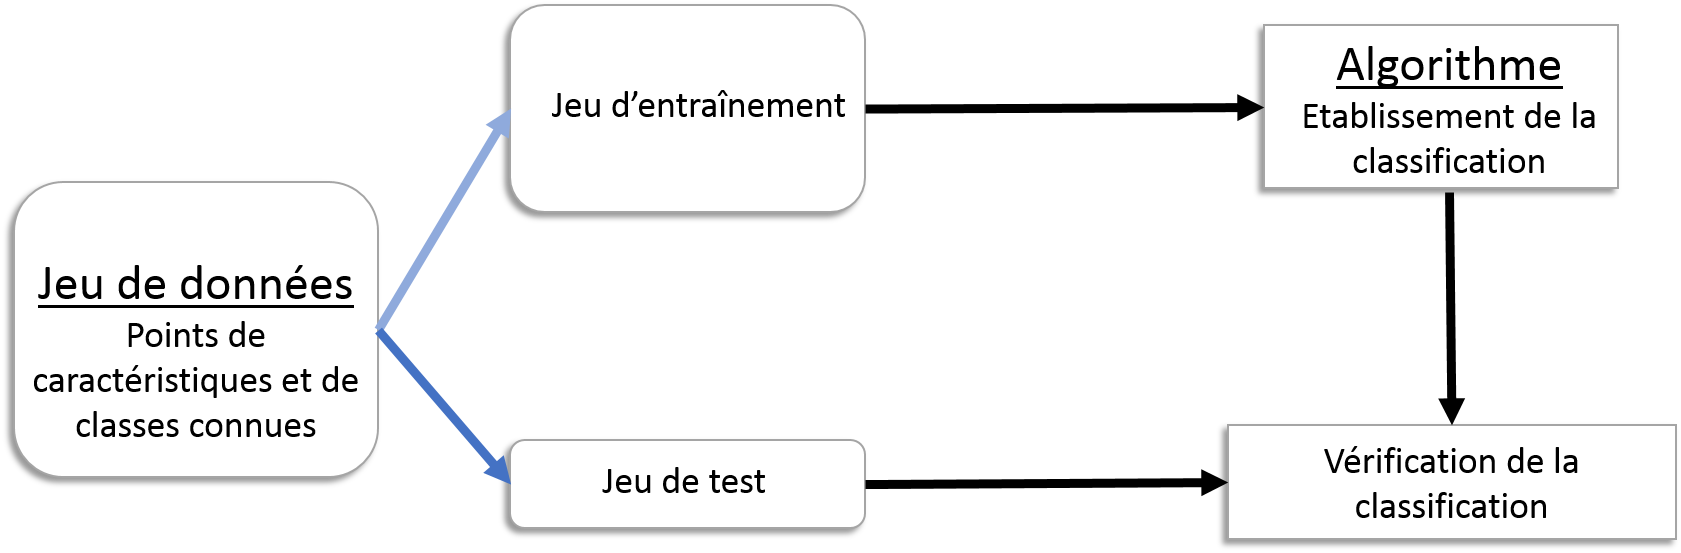 Jeu de données
Points de
caractéristiques et de
classes connues
Jeu d’entraînement
Jeu de test
Algorithme
Etablissement de la
classification
Vérification de la
classification